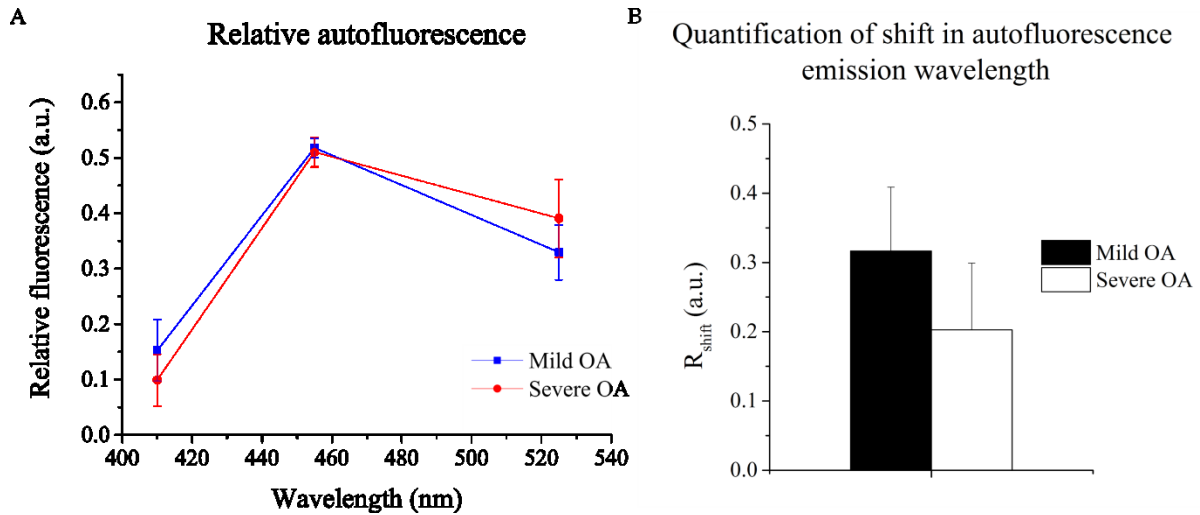 A
Relative autofluorescence
Relative fluorescence (a.u.)
0.6
0.5
0.4
0.3
0.2
0.1
0.0
400 420 440 460 480 500 520 540
Wavelength (nm)
Mild OA
Severe OA
B
Quantification of shift in autofluorescence
emission wavelength
R_shift (a.u.)
0.5
0.4
0.3
0.2
0.1
0.0
Mild OA
Severe OA